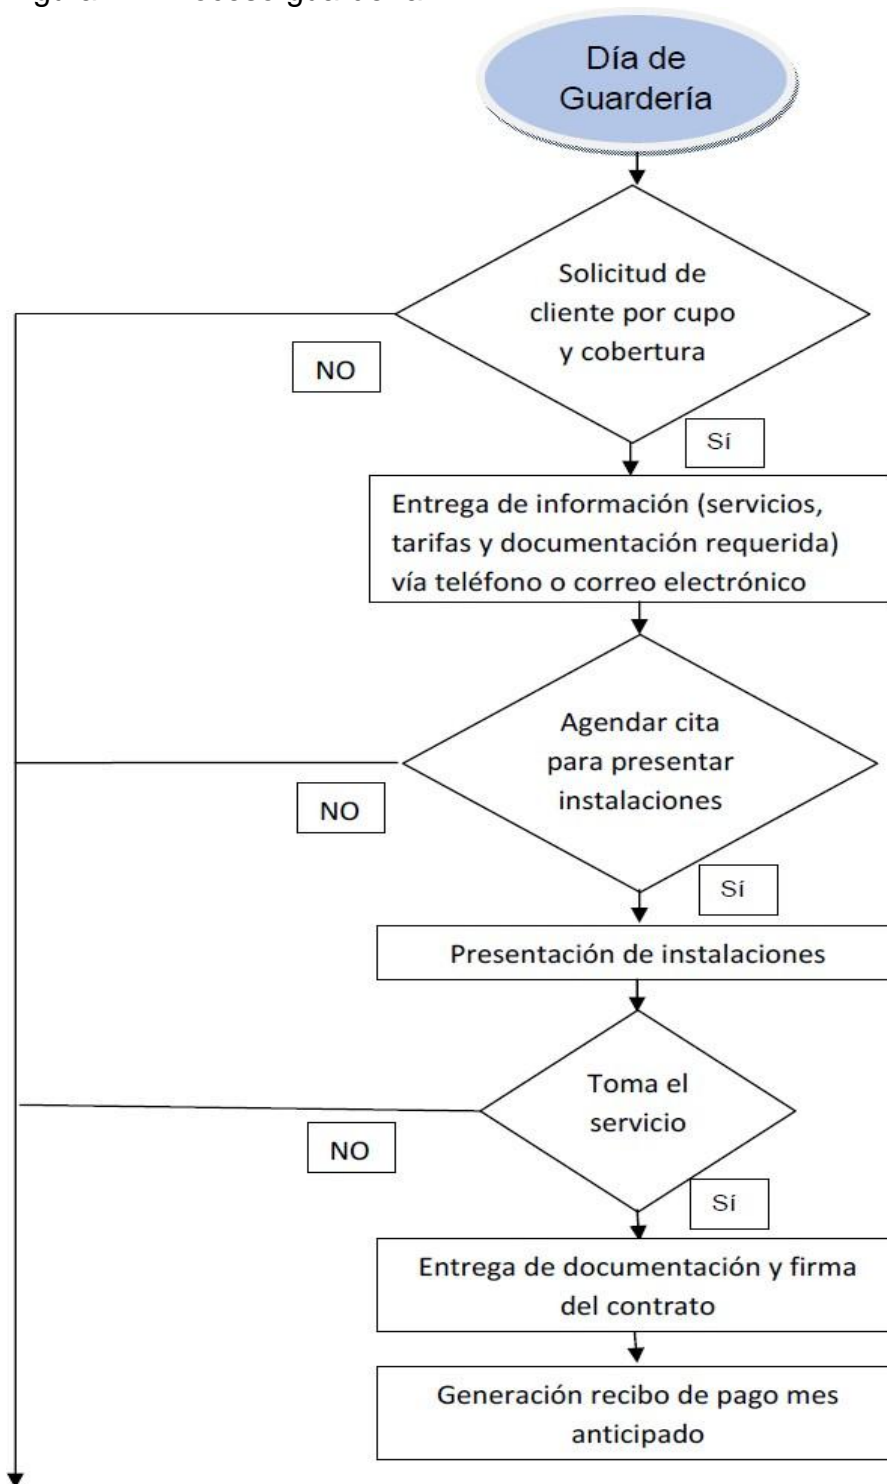 Día de
Guardería
Solicitud de
cliente por cupo
y cobertura
NO
Sí
Entrega de información (servicios,
tarifas y documentación requerida)
vía teléfono o correo electrónico
Agendar cita
para presentar
instalaciones
NO
Sí
Presentación de instalaciones
Toma el
servicio
NO
Sí
Entrega de documentación y firma
del contrato
Generación recibo de pago mes
anticipado